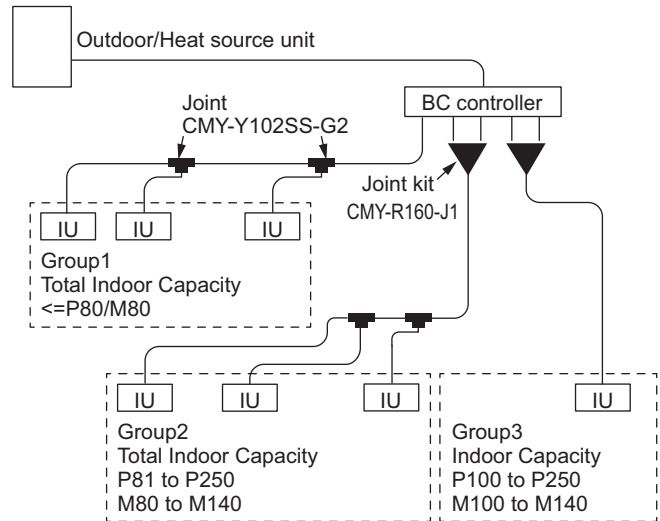 Outdoor/Heat source unit
BC controller
Joint
CMY-Y102SS-G2
Joint kit
CMY-R160-J1
IU
IU
IU
Group1
Total Indoor Capacity
<=P80/M80
IU
IU
IU
Group2
Total Indoor Capacity
P81 to P250
M80 to M140
IU
Group3
Indoor Capacity
P100 to P250
M100 to M140